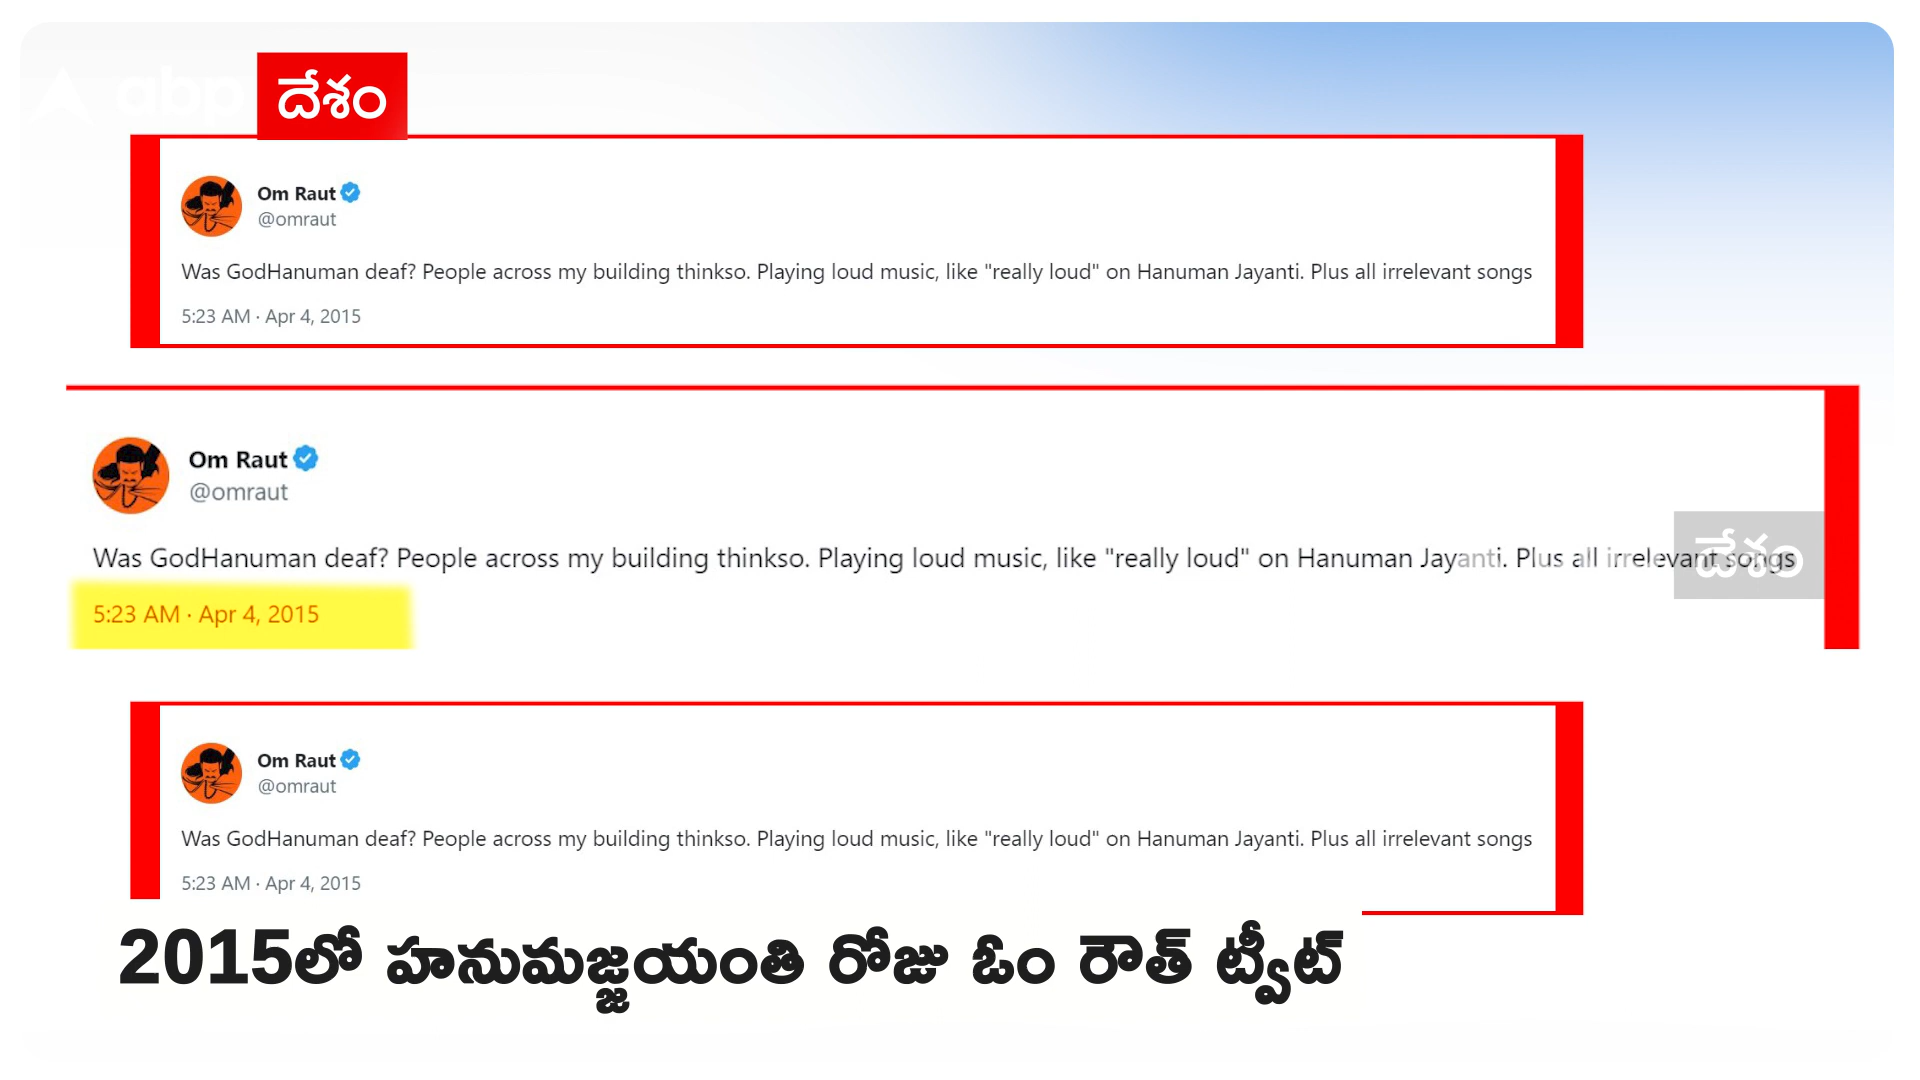 abp దేశం
Om Raut
@omraut
Was GodHanuman deaf? People across my building thinkso. Playing loud music, like "really loud" on Hanuman Jayanti. Plus all irrelevant songs
5:23 AM · Apr 4, 2015
Om Raut
@omraut
Was GodHanuman deaf? People across my building thinkso. Playing loud music, like "really loud" on Hanuman Jayanti. Plus all irrelevant songs
దేశం
5:23 AM · Apr 4, 2015
Om Raut
@omraut
Was GodHanuman deaf? People across my building thinkso. Playing loud music, like "really loud" on Hanuman Jayanti. Plus all irrelevant songs
5:23 AM · Apr 4, 2015
2015లో హనుమజ్జయంతి రోజు ఓం రౌత్ ట్వీట్